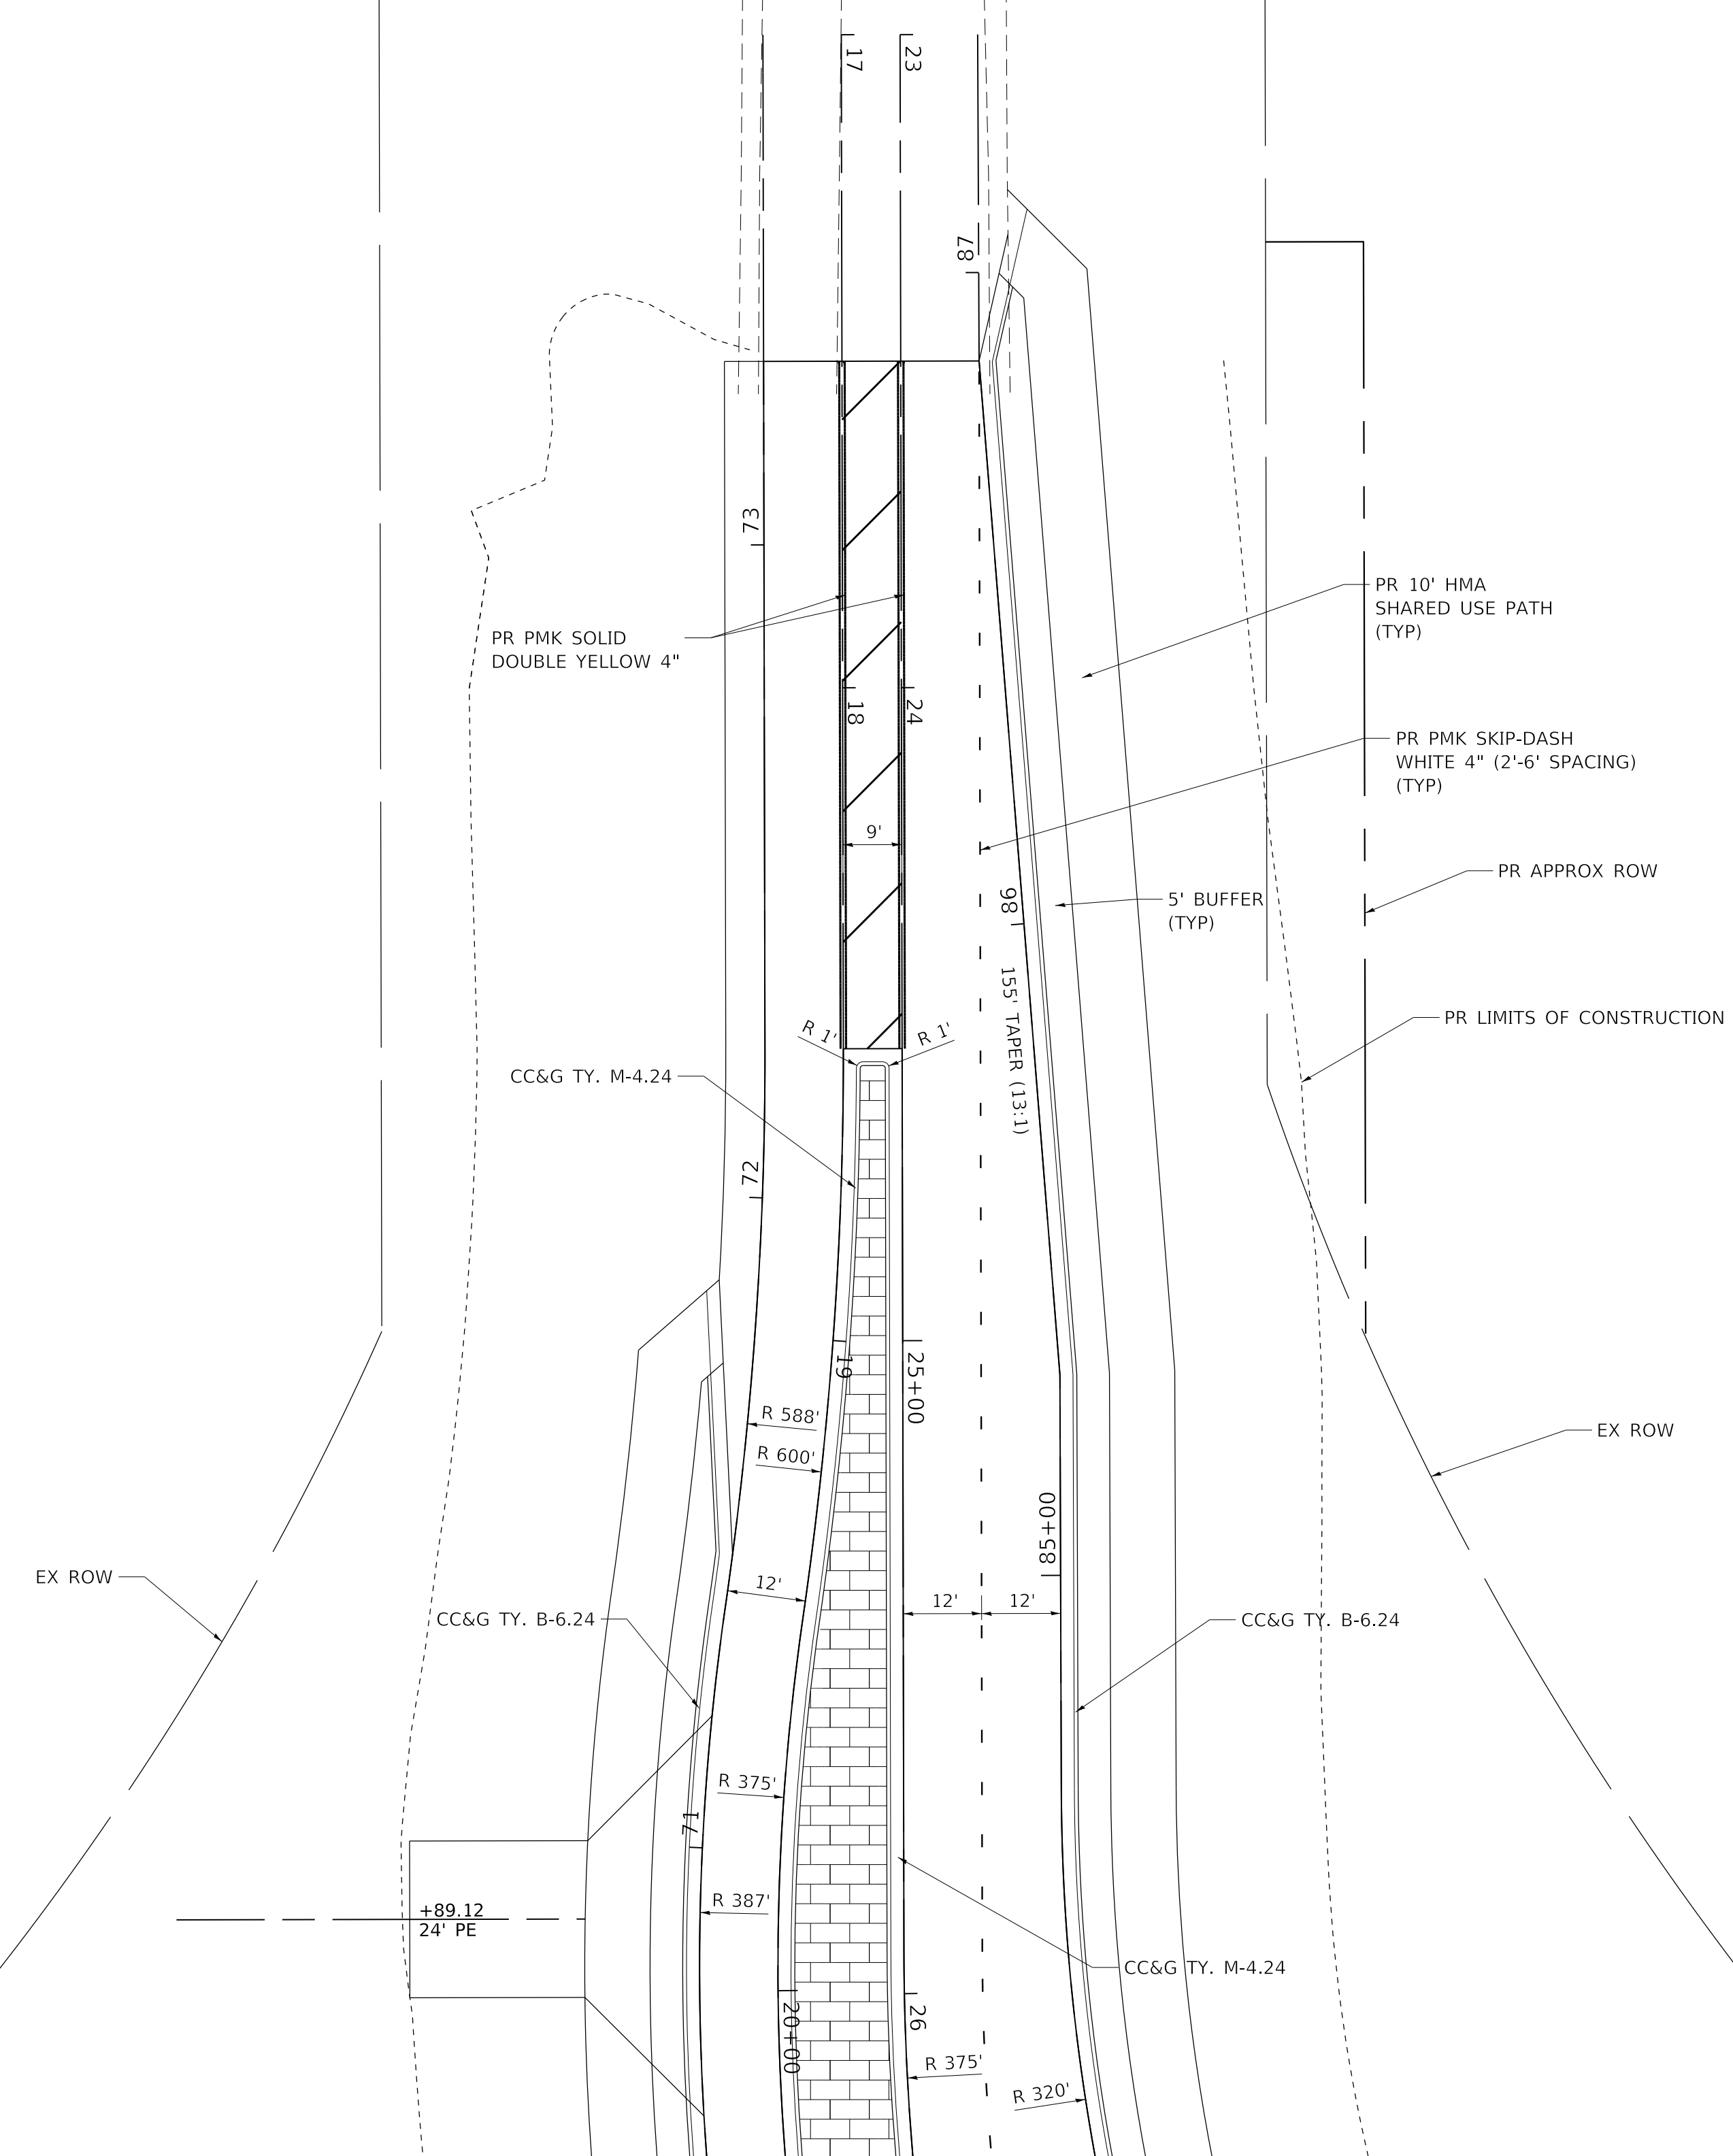 17
23
87
73
PR 10' HMA
SHARED USE PATH
(TYP)
PR PMK SOLID
DOUBLE YELLOW 4"
18
24
PR PMK SKIP-DASH
WHITE 4" (2'-6' SPACING)
(TYP)
9'
PR APPROX ROW
86
5' BUFFER
(TYP)
155' TAPER (13:1)
PR LIMITS OF CONSTRUCTION
R 1'
R 1'
CC&G TY. M-4.24
72
19
25+00
R 588'
EX ROW
R 600'
85+00
EX ROW
12'
12'
12'
CC&G TY. B-6.24
CC&G TY. B-6.24
R 375'
71
R 387'
+89.12
24' PE
CC&G TY. M-4.24
20+00
26
R 375'
R 320'